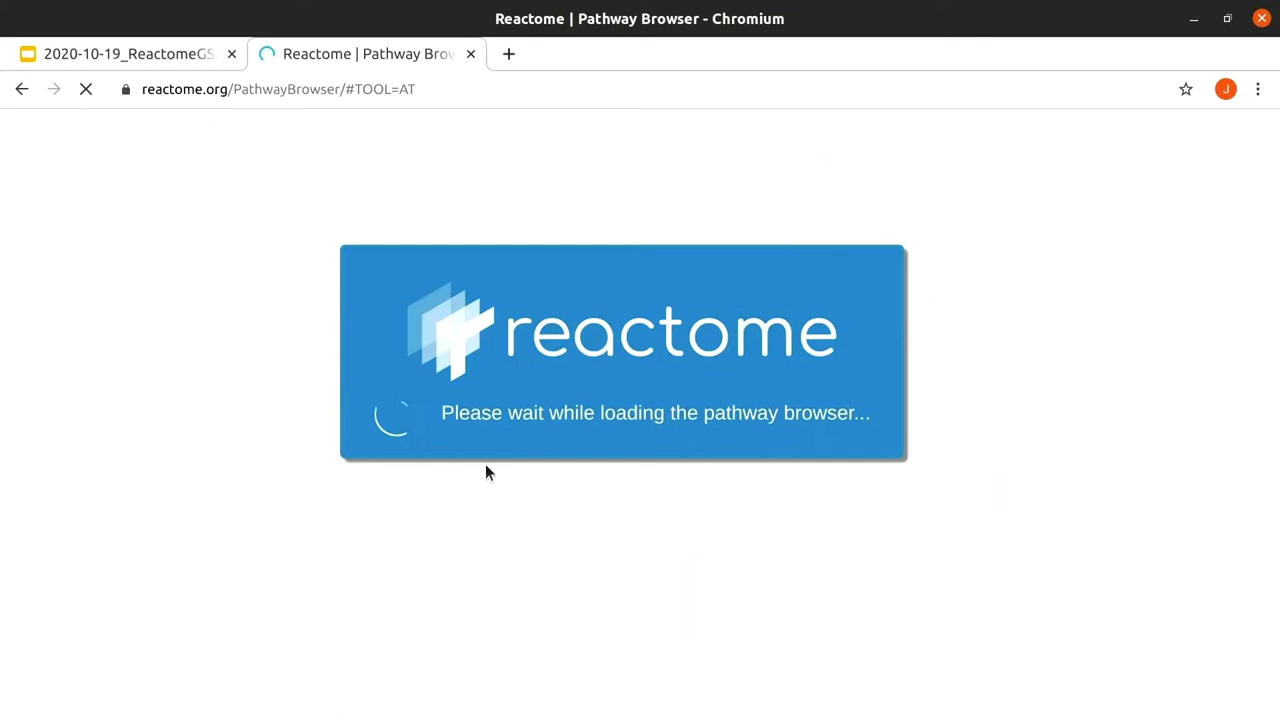 Reactome | Pathway Browser - Chromium
2020-10-19_ReactomeGS
Reactome | Pathway Brow
reactome.org/PathwayBrowser/#TOOL=AT
J
reactome
Please wait while loading the pathway browser...